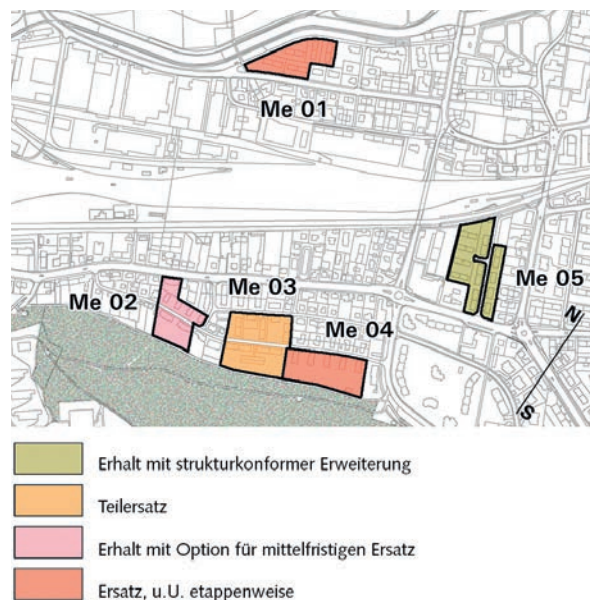 Me 01
Me 05
Me 03
Me 02
Me 04
N
S
Erhalt mit strukturkonformer Erweiterung
Teilersatz
Erhalt mit Option für mittelfristigen Ersatz
Ersatz, u.U. etappenweise